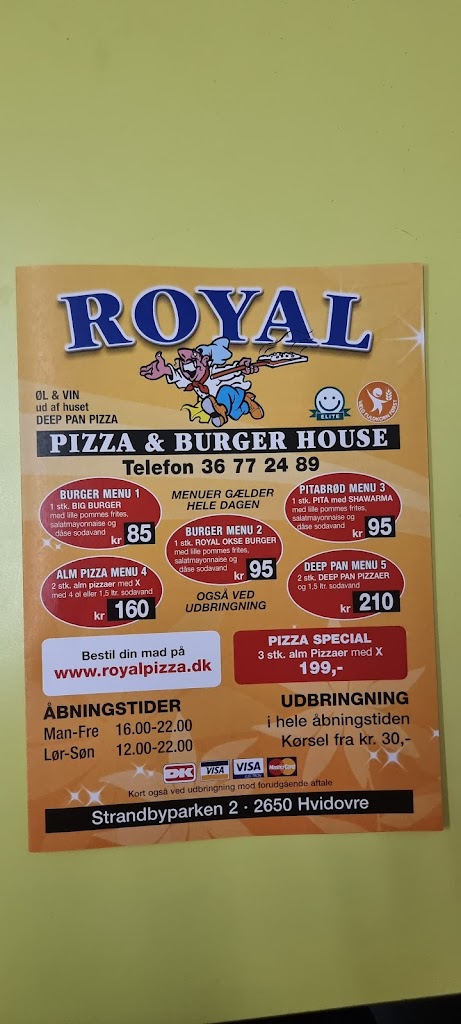 ROYAL
ØL & VIN
ud af huset
DEEP PAN PIZZA
ELITE
PIZZA & BURGER HOUSE
Telefon 36 77 24 89
BURGER MENU 1
1 stk. BIG BURGER
med lille pommes frites,
salatmayonnaise og
dåse sodavand
kr 85
MENUER GÆLDER
HELE DAGEN
PITABRØD MENU 3
1 stk. PITA med SHAWARMA
med lille pommes frites,
salatmayonnaise og
dåse sodavand
kr 95
BURGER MENU 2
1 stk. ROYAL OKSE BURGER
med lille pommes frites,
salatmayonnaise og
dåse sodavand
kr 95
ALM PIZZA MENU 4
2 stk. alm pizzaer med X
med 4 øl eller 1,5 ltr. sodavand
kr 160
OGSÅ VED
UDBRINGNING
DEEP PAN MENU 5
2 stk. DEEP PAN PIZZAER
og 1,5 ltr. sodavand
kr 210
Bestil din mad på
www.royalpizza.dk
PIZZA SPECIAL
3 stk. alm Pizzaer med X
199,-
ÅBNINGSTIDER
Man-Fre 16.00-22.00
Lør-Søn 12.00-22.00
UDBRINGNING
i hele åbningstiden
Kørsel fra kr. 30,-
DK VISA VISA MasterCard
Kort også ved udbringning mod forudgående aftale
Strandbyparken 2 · 2650 Hvidovre